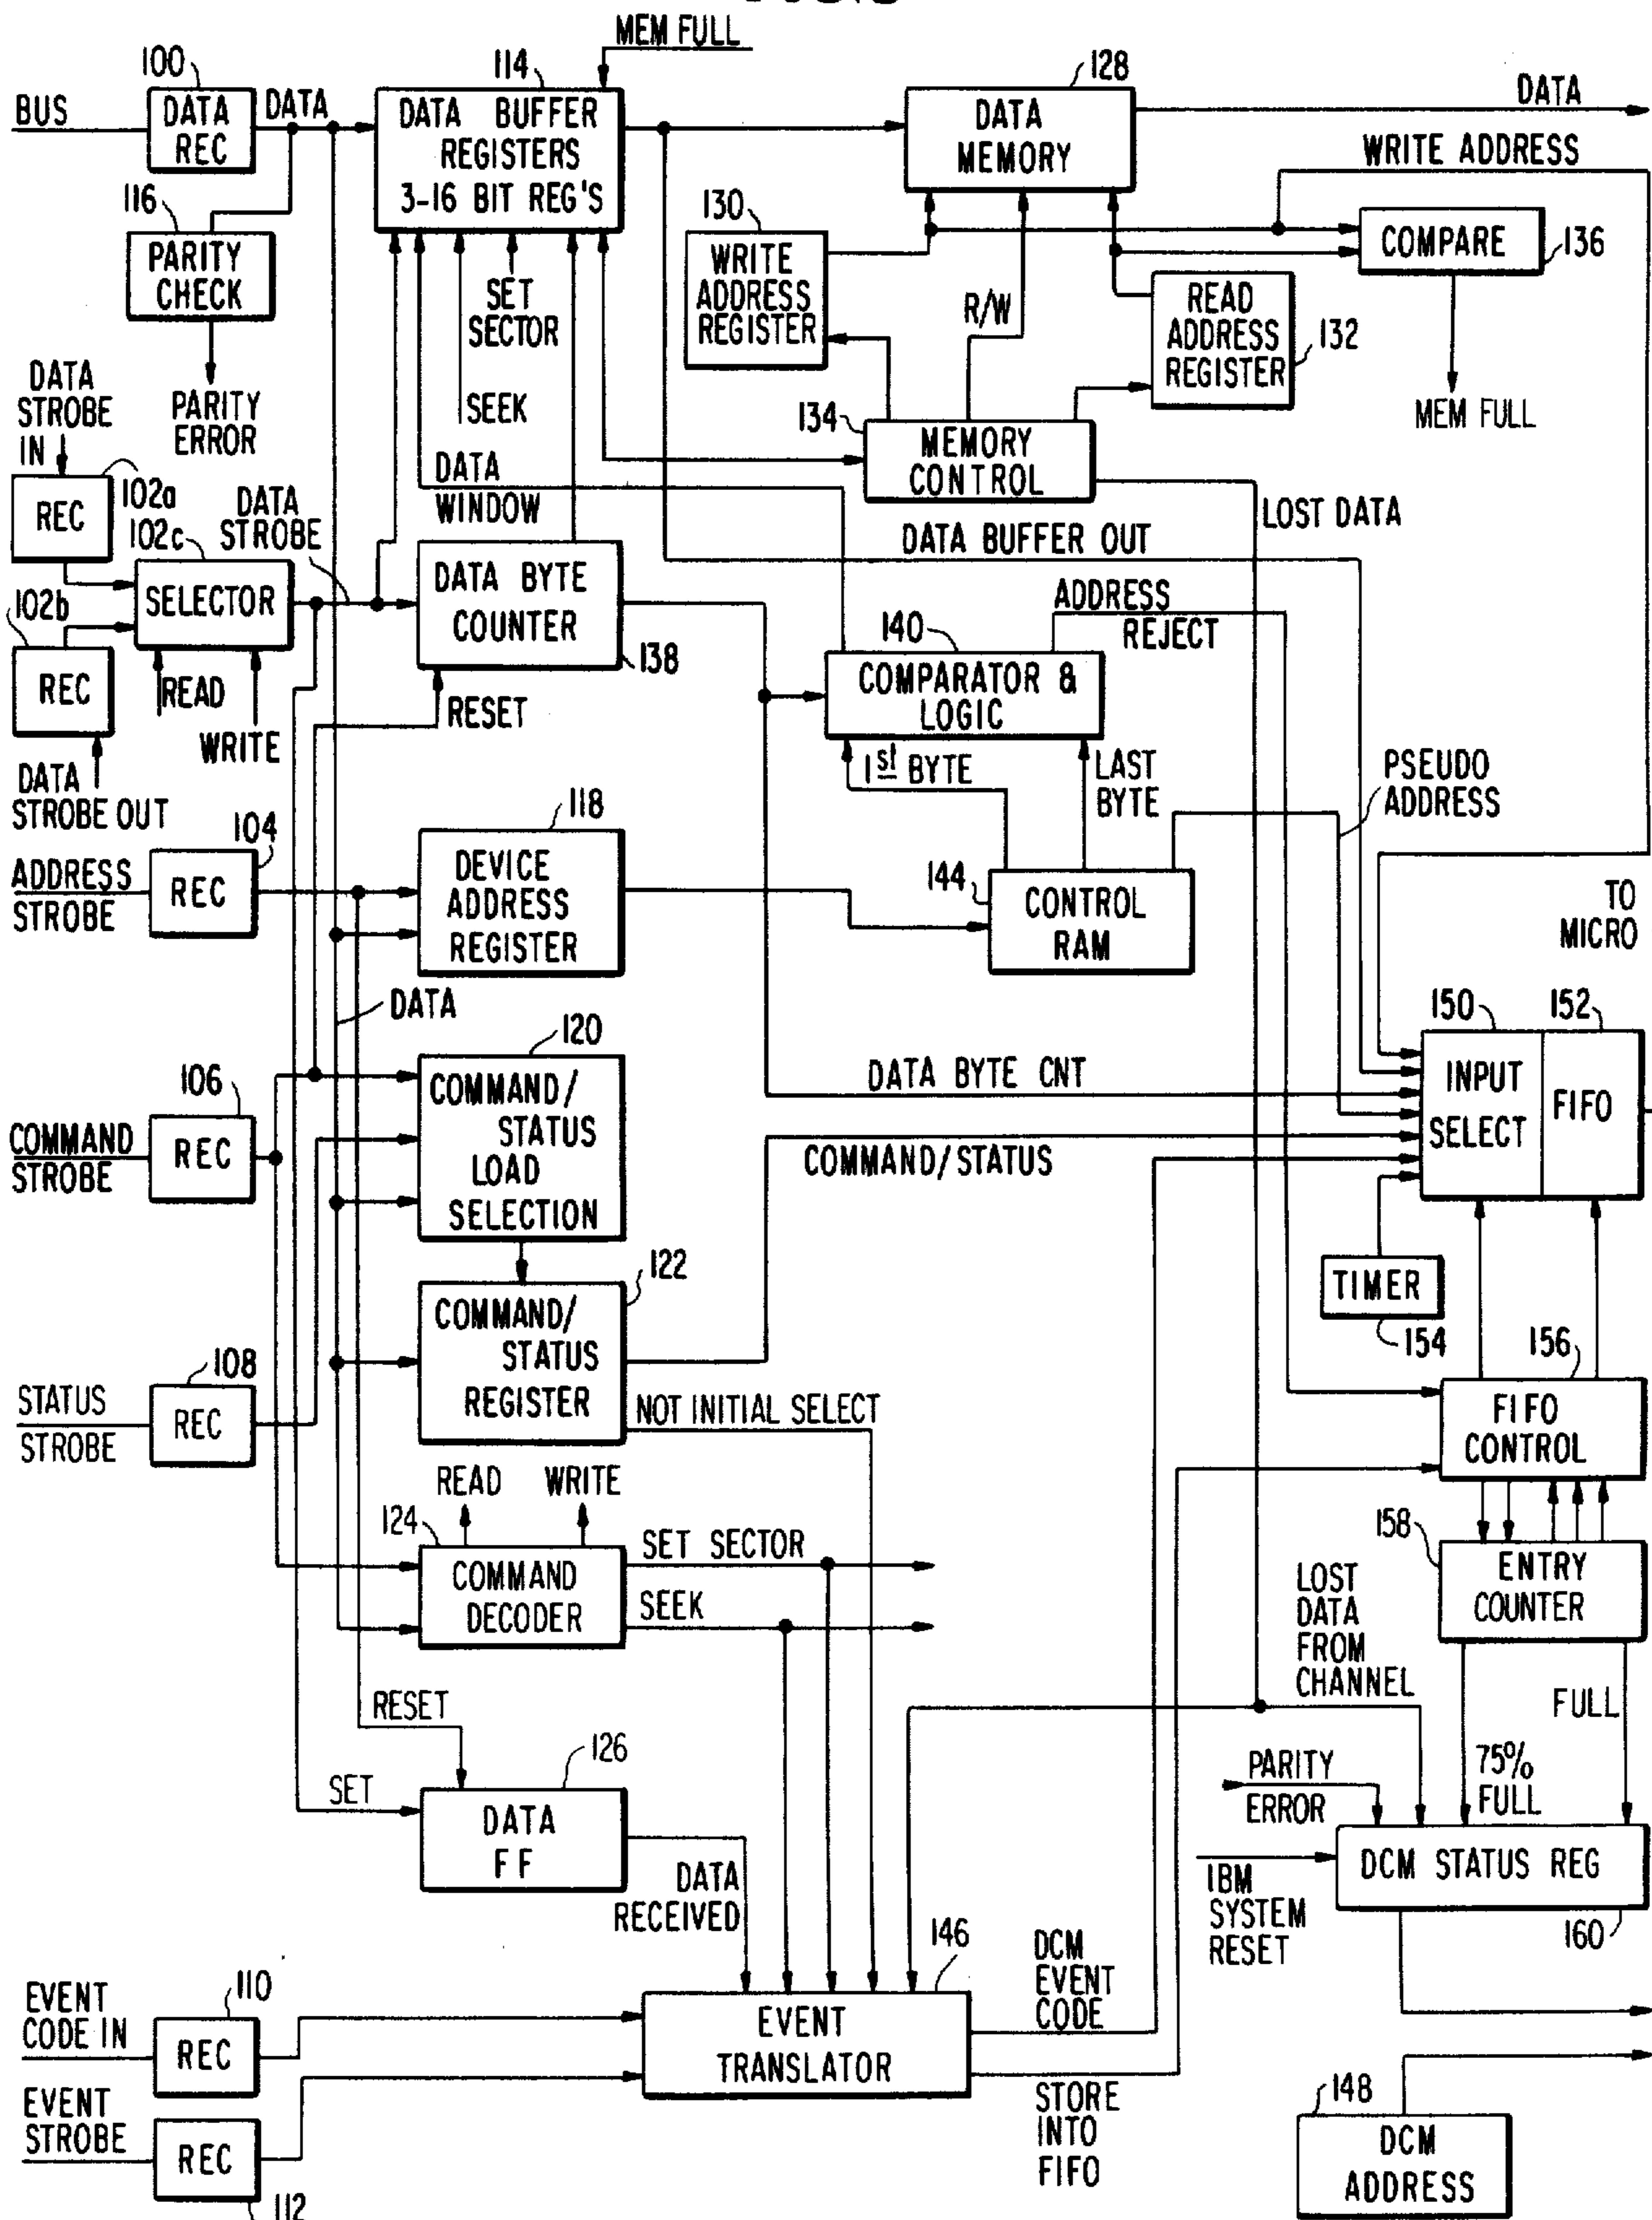 MEM FULL
100
114
128
BUS
DATA
REC
DATA
DATA BUFFER
REGISTERS
3-16 BIT REG'S
DATA
MEMORY
DATA
WRITE ADDRESS
116
PARITY
CHECK
130
WRITE
ADDRESS
REGISTER
COMPARE
136
SET
SECTOR
R/W
READ
ADDRESS
REGISTER
132
DATA
STROBE
IN
PARITY
ERROR
SEEK
134
MEMORY
CONTROL
MEM FULL
102a
REC
102c
DATA
STROBE
DATA
WINDOW
LOST DATA
DATA BUFFER OUT
102b
SELECTOR
DATA BYTE
COUNTER
138
ADDRESS
REJECT
140
COMPARATOR &
LOGIC
REC
READ
WRITE
RESET
1st BYTE
LAST
BYTE
PSEUDO
ADDRESS
DATA
STROBE OUT
104
118
ADDRESS
STROBE
REC
DEVICE
ADDRESS
REGISTER
144
CONTROL
RAM
TO
MICRO
DATA
120
150
152
106
COMMAND/
STATUS
LOAD
SELECTION
DATA BYTE CNT
INPUT
SELECT
FIFO
COMMAND
STROBE
REC
COMMAND/STATUS
122
COMMAND/
STATUS
REGISTER
TIMER
154
156
108
STATUS
STROBE
REC
NOT INITIAL SELECT
FIFO
CONTROL
READ
WRITE
124
COMMAND
DECODER
SET SECTOR
SEEK
158
ENTRY
COUNTER
LOST
DATA
FROM
CHANNEL
RESET
FULL
126
SET
DATA
FF
75%
FULL
PARITY
ERROR
DATA
RECEIVED
DCM STATUS REG
160
IBM
SYSTEM
RESET
146
DCM
EVENT
CODE
EVENT
CODE IN
110
REC
EVENT
TRANSLATOR
EVENT
STROBE
REC
112
STORE
INTO
FIFO
148
DCM
ADDRESS